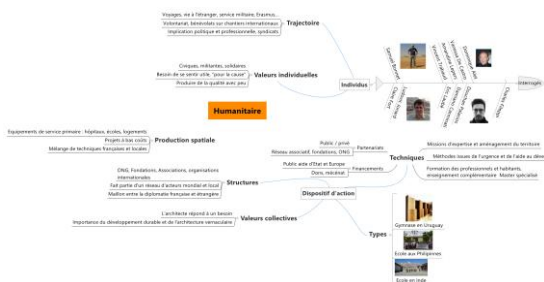 Voyages, vie à l'étranger, service militaire, Erasmus...
Volontariat, bénévolats sur chantiers internationaux
Implication politique et professionnelle, syndicats
Trajectoire
Civiques, militantes, solidaires
Besoin de se sentir utile, "pour la cause"
Produire de la qualité avec peu
Valeurs individuelles
Individus
Interrogés
Humanitaire
Equipements de service primaire : hôpitaux, écoles, logements
Projets à bas coûts
Mélange de techniques françaises et locales
Production spatiale
ONG, Fondations, Associations, organisations
internationales
Fait partie d'un réseau d'acteurs mondial et local
Maillon entre la diplomatie française et étrangère
Structures
L'architecte répond à un besoin
Importance du développement durable et de l'architecture vernaculaire
Valeurs collectives
Dispositif d'action
Public / privé
Réseau associatif, fondations, ONG
Partenariats
Public aide d'Etat et Europe
Dons, mécénat
Financements
Techniques
Missions d'expertise et aménagement du territoire
Méthodes issues de l'urgence et de l'aide au déve
Formation des professionnels et habitants,
enseignement complémentaire Master spécialisé
Types
Gymnase en Uruguay
École aux Philipines
Ecole en Inde